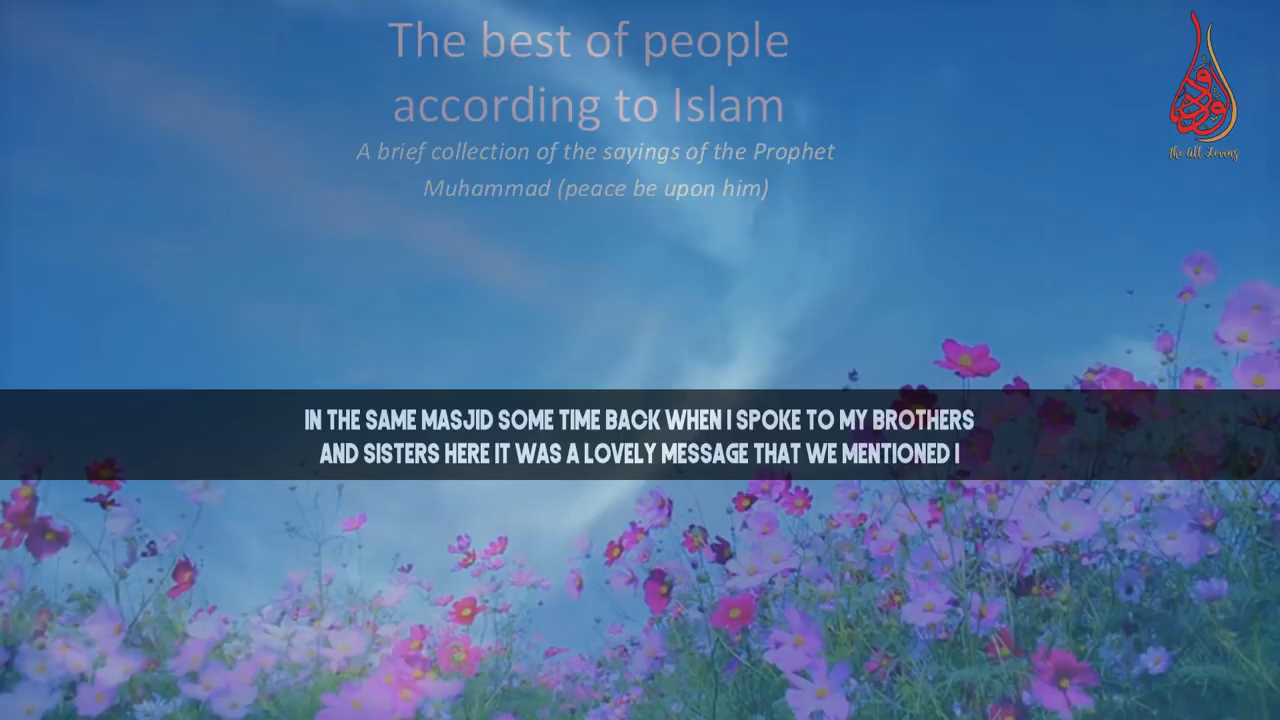 The best of people
according to Islam
A brief collection of the sayings of the Prophet
Muhammad (peace be upon him)
The All Loving
IN THE SAME MASJID SOME TIME BACK WHEN I SPOKE TO MY BROTHERS
AND SISTERS HERE IT WAS A LOVELY MESSAGE THAT WE MENTIONED I